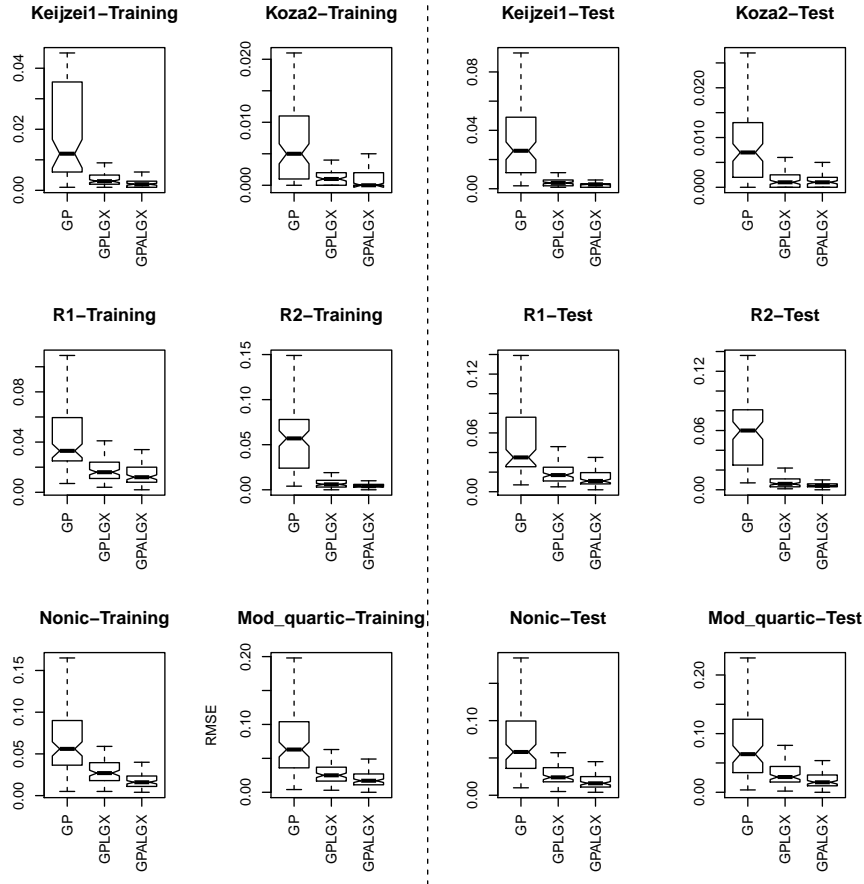 Keijzei1−Training
0.00
0.02
0.04
GP
GPLGX
GPALGX
Koza2−Training
0.000
0.010
0.020
GP
GPLGX
GPALGX
Keijzei1−Test
0.00
0.04
0.08
GP
GPLGX
GPALGX
Koza2−Test
0.000
0.010
0.020
GP
GPLGX
GPALGX
R1−Training
0.00
0.04
0.08
GP
GPLGX
GPALGX
R2−Training
0.00
0.05
0.10
0.15
GP
GPLGX
GPALGX
R1−Test
0.00
0.06
0.12
GP
GPLGX
GPALGX
R2−Test
0.00
0.06
0.12
GP
GPLGX
GPALGX
Nonic−Training
0.00
0.05
0.15
GP
GPLGX
GPALGX
Mod_quartic−Training
RMSE
0.00
0.10
0.20
GP
GPLGX
GPALGX
Nonic−Test
0.00
0.10
GP
GPLGX
GPALGX
Mod_quartic−Test
0.00
0.10
0.20
GP
GPLGX
GPALGX